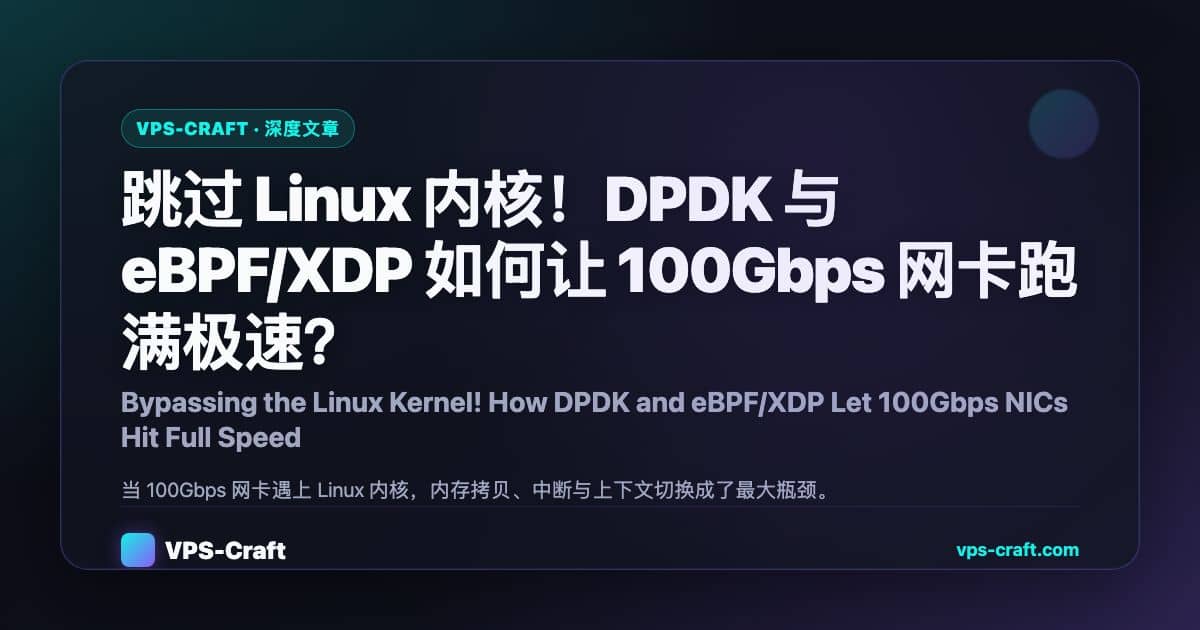 VPS-CRAFT · 深度文章
跳过 Linux 内核！DPDK 与
eBPF/XDP 如何让 100Gbps 网卡跑
满极速？
Bypassing the Linux Kernel! How DPDK and eBPF/XDP Let 100Gbps NICs
Hit Full Speed
当 100Gbps 网卡遇上 Linux 内核，内存拷贝、中断与上下文切换成了最大瓶颈。
VPS-Craft
vps-craft.com